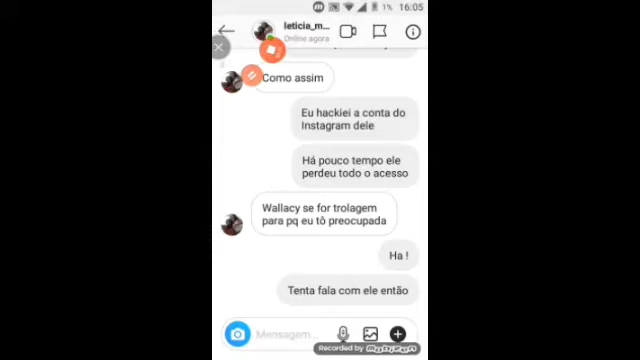 1% 16:05
leticia_m...
Online agora
Como assim
Eu hackiei a conta do
Instagram dele
Há pouco tempo ele
perdeu todo o acesso
Wallacy se for trolagem
para pq eu tô preocupada
Ha !
Tenta fala com ele então
Mensagem...
Recorded by